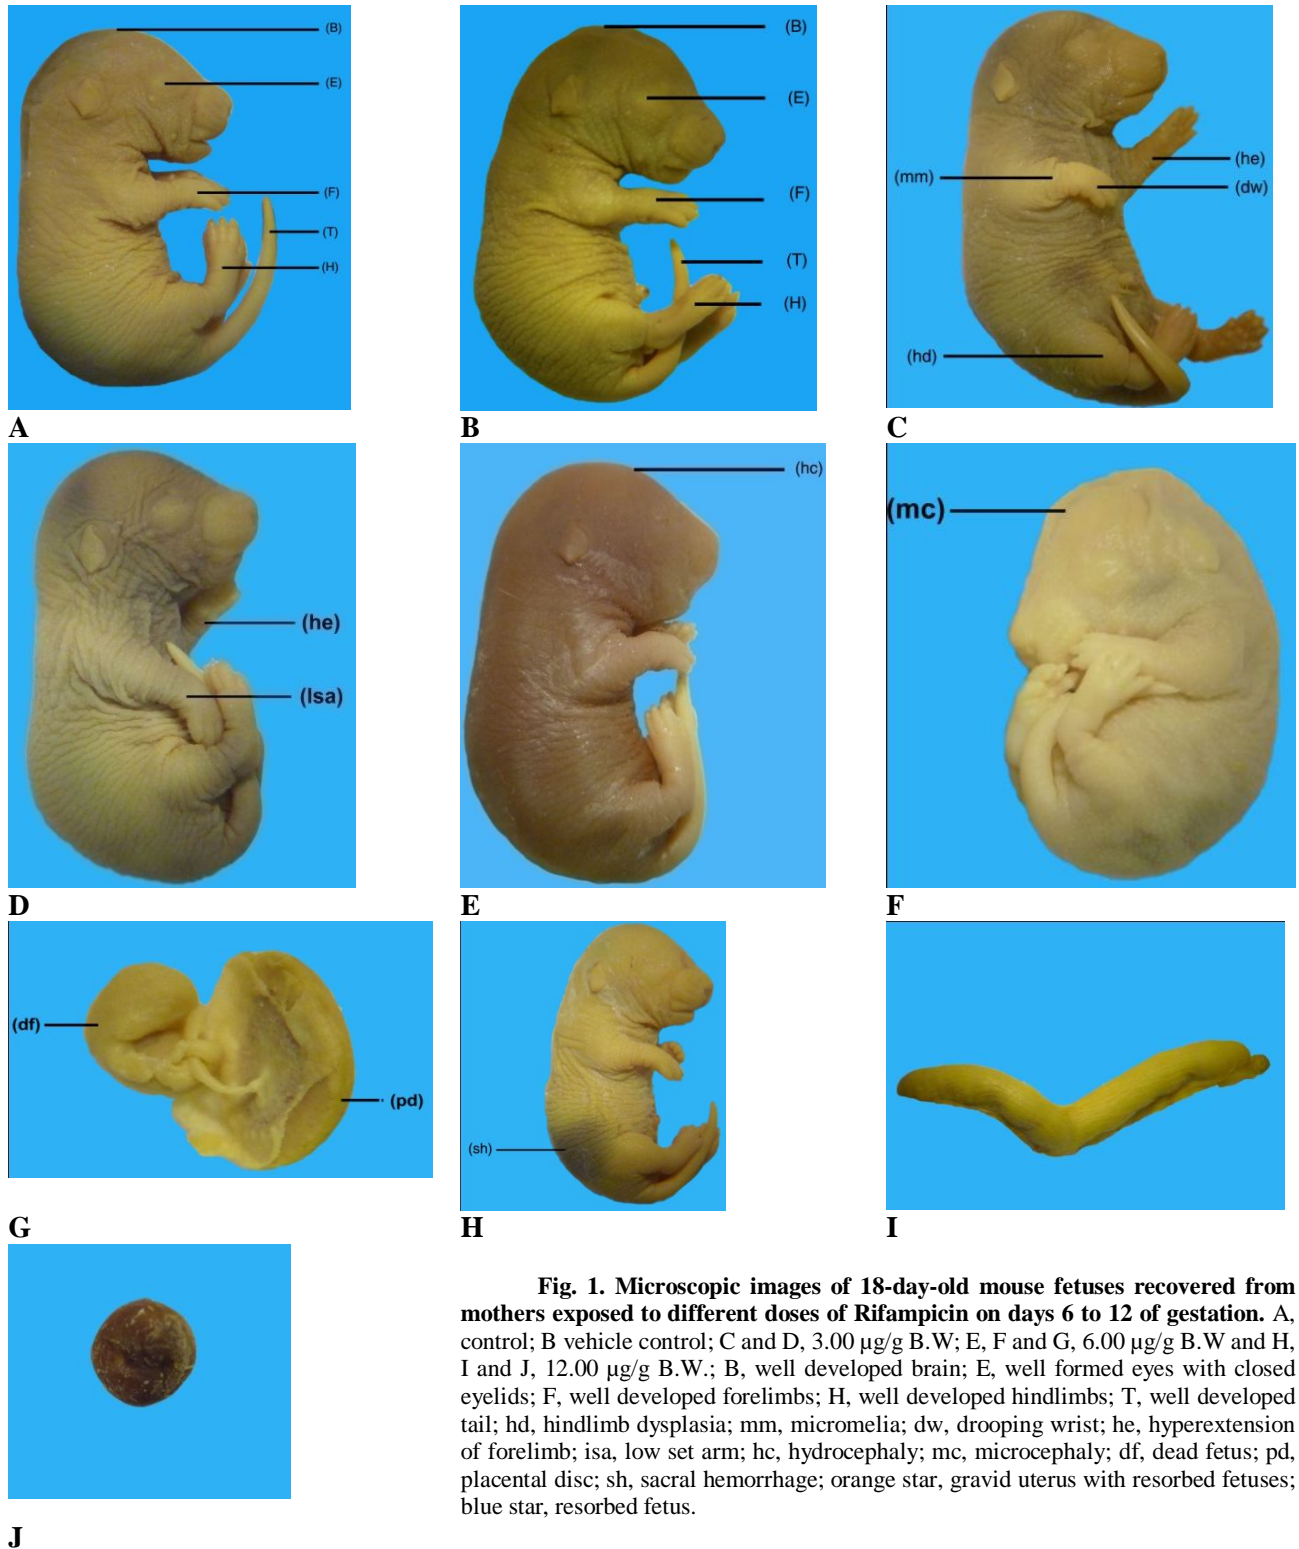 (B)
(E)
(F)
(T)
(H)
A
(B)
(E)
(F)
(T)
(H)
B
(he)
(mm)
(dw)
(hd)
C
(he)
(lsa)
D
(hc)
E
(mc)
F
(df)
(pd)
G
(sh)
H
I
J
Fig. 1. Microscopic images of 18-day-old mouse fetuses recovered from
mothers exposed to different doses of Rifampicin on days 6 to 12 of gestation. A,
control; B vehicle control; C and D, 3.00 µg/g B.W; E, F and G, 6.00 µg/g B.W and H,
I and J, 12.00 µg/g B.W.; B, well developed brain; E, well formed eyes with closed
eyelids; F, well developed forelimbs; H, well developed hindlimbs; T, well developed
tail; hd, hindlimb dysplasia; mm, micromelia; dw, drooping wrist; he, hyperextension
of forelimb; isa, low set arm; hc, hydrocephaly; mc, microcephaly; df, dead fetus; pd,
placental disc; sh, sacral hemorrhage; orange star, gravid uterus with resorbed fetuses;
blue star, resorbed fetus.